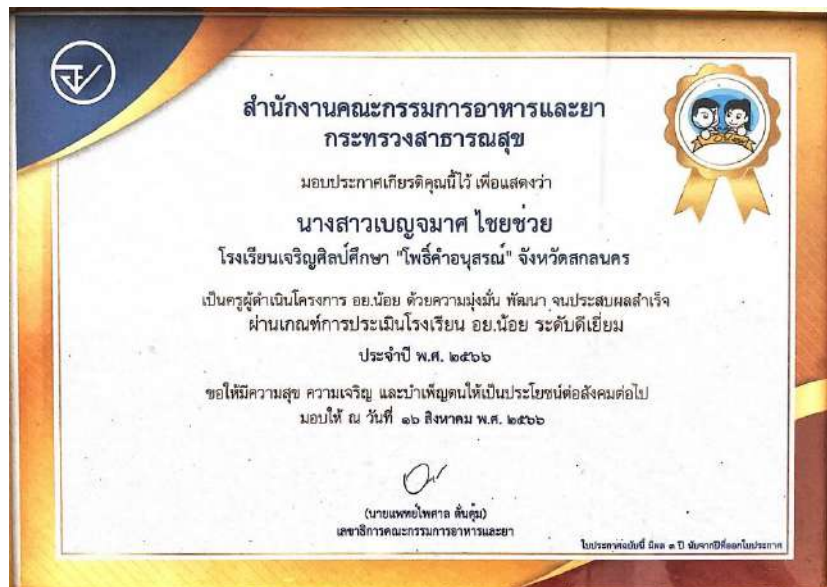 สำนักงานคณะกรรมการอาหารและยา
กระทรวงสาธารณสุข
มอบประกาศเกียรติคุณนี้ไว้ เพื่อแสดงว่า
นางสาวเบญจมาศ ไชยช่วย
โรงเรียนเจริญศิลป์ศึกษา "โพธิ์คำอนุสรณ์" จังหวัดสกลนคร
เป็นครูผู้ดำเนินโครงการ อย.น้อย ด้วยความมุ่งมั่น พัฒนา จนประสบผลสำเร็จ
ผ่านเกณฑ์การประเมินโรงเรียน อย.น้อย ระดับดีเยี่ยม
ประจำปี พ.ศ. ๒๕๖๖
ขอให้มีความสุข ความเจริญ และบำเพ็ญตนให้เป็นประโยชน์ต่อสังคมต่อไป
มอบให้ ณ วันที่ ๑๖ สิงหาคม พ.ศ. ๒๕๖๖
(นายแพทย์ไพศาล ดั่นคุ้ม)
เลขาธิการคณะกรรมการอาหารและยา
ใบประกาศฉบับนี้ มีผล ๓ ปี นับจากปีที่ออกใบประกาศ